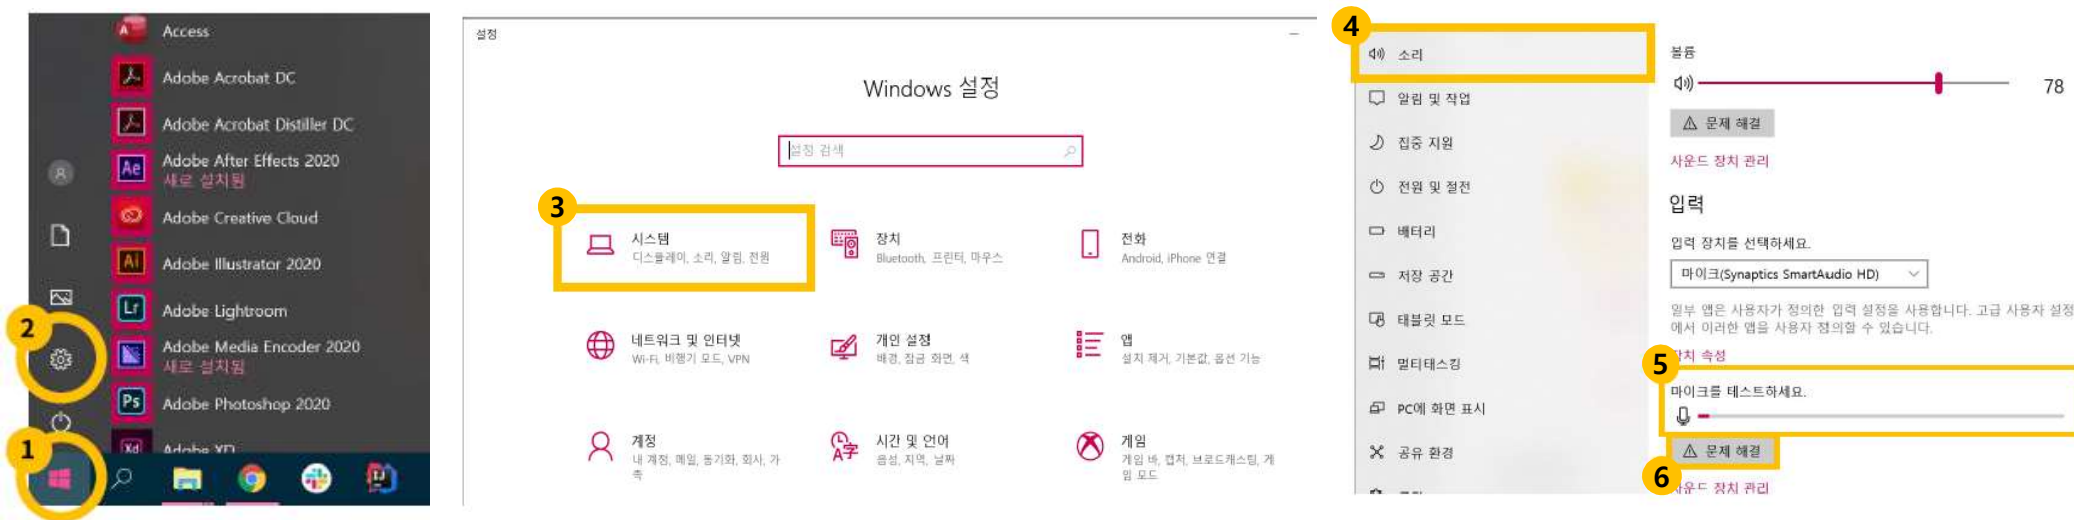 Access
Adobe Acrobat DC
Adobe Acrobat Distiller DC
Ae
Adobe After Effects 2020
새로 설치됨
Adobe Creative Cloud
Ai
Adobe Illustrator 2020
Lr
Adobe Lightroom
2
Adobe Media Encoder 2020
새로 설치됨
Ps
Adobe Photoshop 2020
1
Xd
Adobe XD
설정
Windows 설정
설정 검색
3
시스템
디스플레이, 소리, 알림, 전원
장치
Bluetooth, 프린터, 마우스
전화
Android, iPhone 연결
네트워크 및 인터넷
Wi-Fi, 비행기 모드, VPN
개인 설정
배경, 잠금 화면, 색
앱
설치 제거, 기본값, 옵션 기능
계정
내 계정, 메일, 동기화, 회사, 가
족
시간 및 언어
음성, 지역, 날짜
게임
게임 바, 캡처, 브로드캐스팅, 게
임 모드
4
소리
알림 및 작업
집중 지원
전원 및 절전
배터리
저장 공간
태블릿 모드
멀티태스킹
PC에 화면 표시
공유 환경
볼륨
78
문제 해결
사운드 장치 관리
입력
입력 장치를 선택하세요.
마이크(Synaptics SmartAudio HD)
일부 앱은 사용자가 정의한 입력 설정을 사용합니다. 고급 사용자 설정
에서 이러한 앱을 사용자 정의할 수 있습니다.
장치 속성
5
마이크를 테스트하세요.
문제 해결
6
사운드 장치 관리